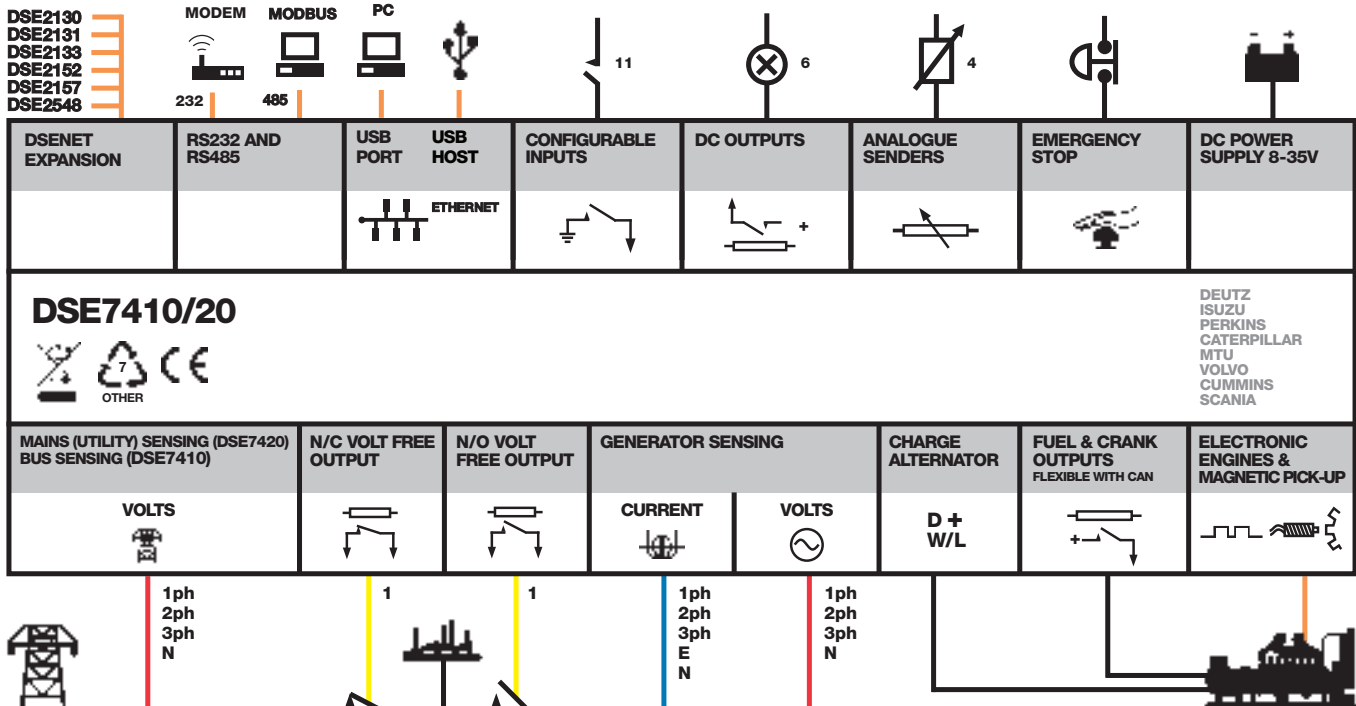 DSE2130
DSE2131
DSE2133
DSE2152
DSE2157
DSE2548
MODEM
MODBUS
PC
232
485
11
6
4
- +
DSENET
EXPANSION
RS232 AND
RS485
USB
PORT
USB
HOST
ETHERNET
CONFIGURABLE
INPUTS
DC OUTPUTS
+
ANALOGUE
SENDERS
EMERGENCY
STOP
DC POWER
SUPPLY 8-35V
DSE7410/20
7
OTHER
CE
DEUTZ
ISUZU
PERKINS
CATERPILLAR
MTU
VOLVO
CUMMINS
SCANIA
MAINS (UTILITY) SENSING (DSE7420)
BUS SENSING (DSE7410)
VOLTS
N/C VOLT FREE
OUTPUT
N/O VOLT
FREE OUTPUT
GENERATOR SENSING
CURRENT
VOLTS
CHARGE
ALTERNATOR
D +
W/L
FUEL & CRANK
OUTPUTS
FLEXIBLE WITH CAN
+
ELECTRONIC
ENGINES &
MAGNETIC PICK-UP
1ph
2ph
3ph
N
1
1
1ph
2ph
3ph
E
N
1ph
2ph
3ph
N